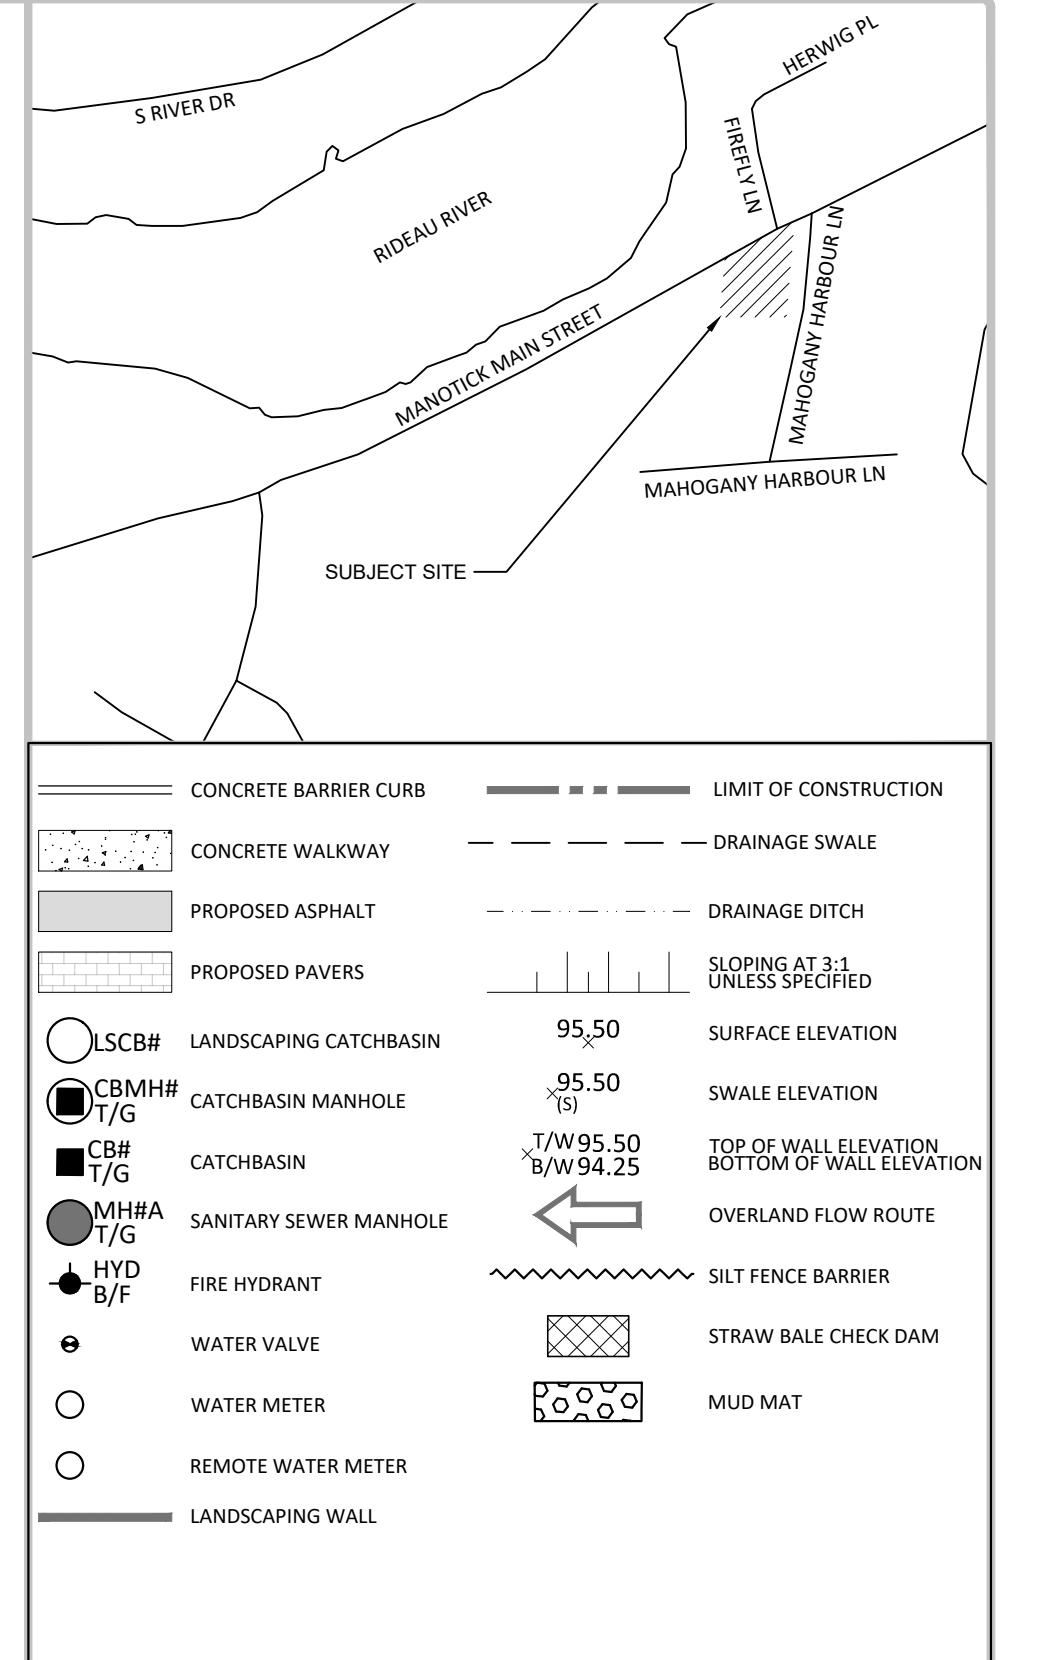 HERWIG PL
S RIVER DR
FIREFLY LN
RIDEAU RIVER
MAHOGANY HARBOUR LN
MANOTICK MAIN STREET
MAHOGANY HARBOUR LN
SUBJECT SITE
CONCRETE BARRIER CURB
CONCRETE WALKWAY
PROPOSED ASPHALT
PROPOSED PAVERS
LSCB#
LANDSCAPING CATCHBASIN
CBMH#
T/G
CATCHBASIN MANHOLE
CB#
T/G
CATCHBASIN
MH#A
T/G
SANITARY SEWER MANHOLE
HYD
B/F
FIRE HYDRANT
WATER VALVE
WATER METER
REMOTE WATER METER
LANDSCAPING WALL
LIMIT OF CONSTRUCTION
DRAINAGE SWALE
DRAINAGE DITCH
SLOPING AT 3:1
UNLESS SPECIFIED
95.50
SURFACE ELEVATION
95.50
(S)
SWALE ELEVATION
T/W 95.50
B/W 94.25
TOP OF WALL ELEVATION
BOTTOM OF WALL ELEVATION
OVERLAND FLOW ROUTE
SILT FENCE BARRIER
STRAW BALE CHECK DAM
MUD MAT